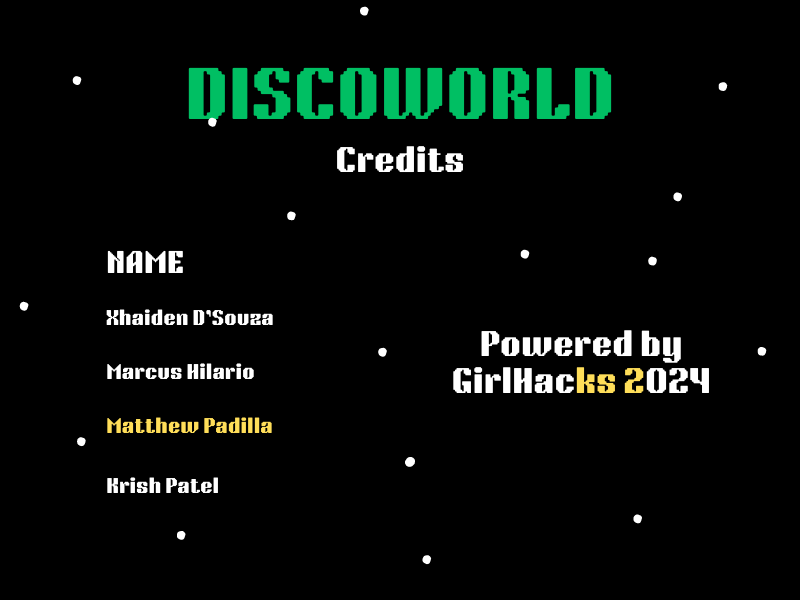 DISCOWORLD
Credits
NAME
Xhaiden D'Souza
Marcus Hilario
Matthew Padilla
Krish Patel
Powered by
GirlHacks 2024